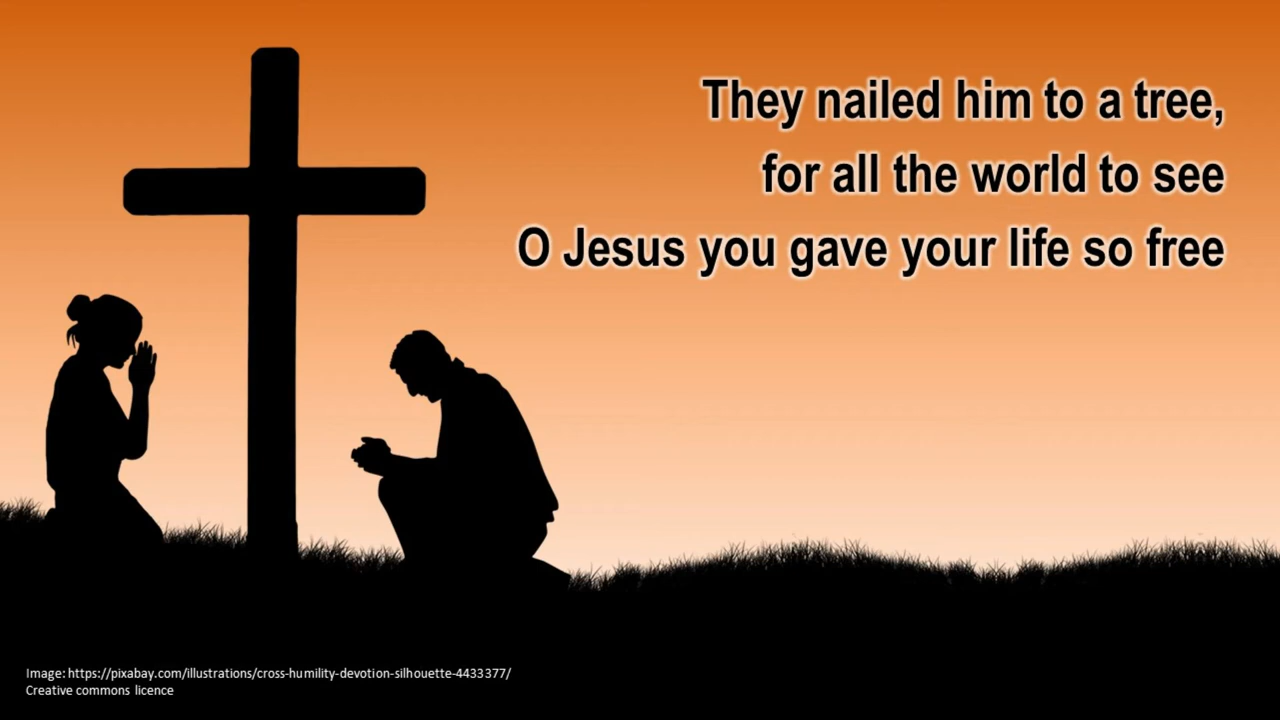 They nailed him to a tree,
for all the world to see
O Jesus you gave your life so free
Image: https://pixabay.com/illustrations/cross-humility-devotion-silhouette-4433377/
Creative commons licence